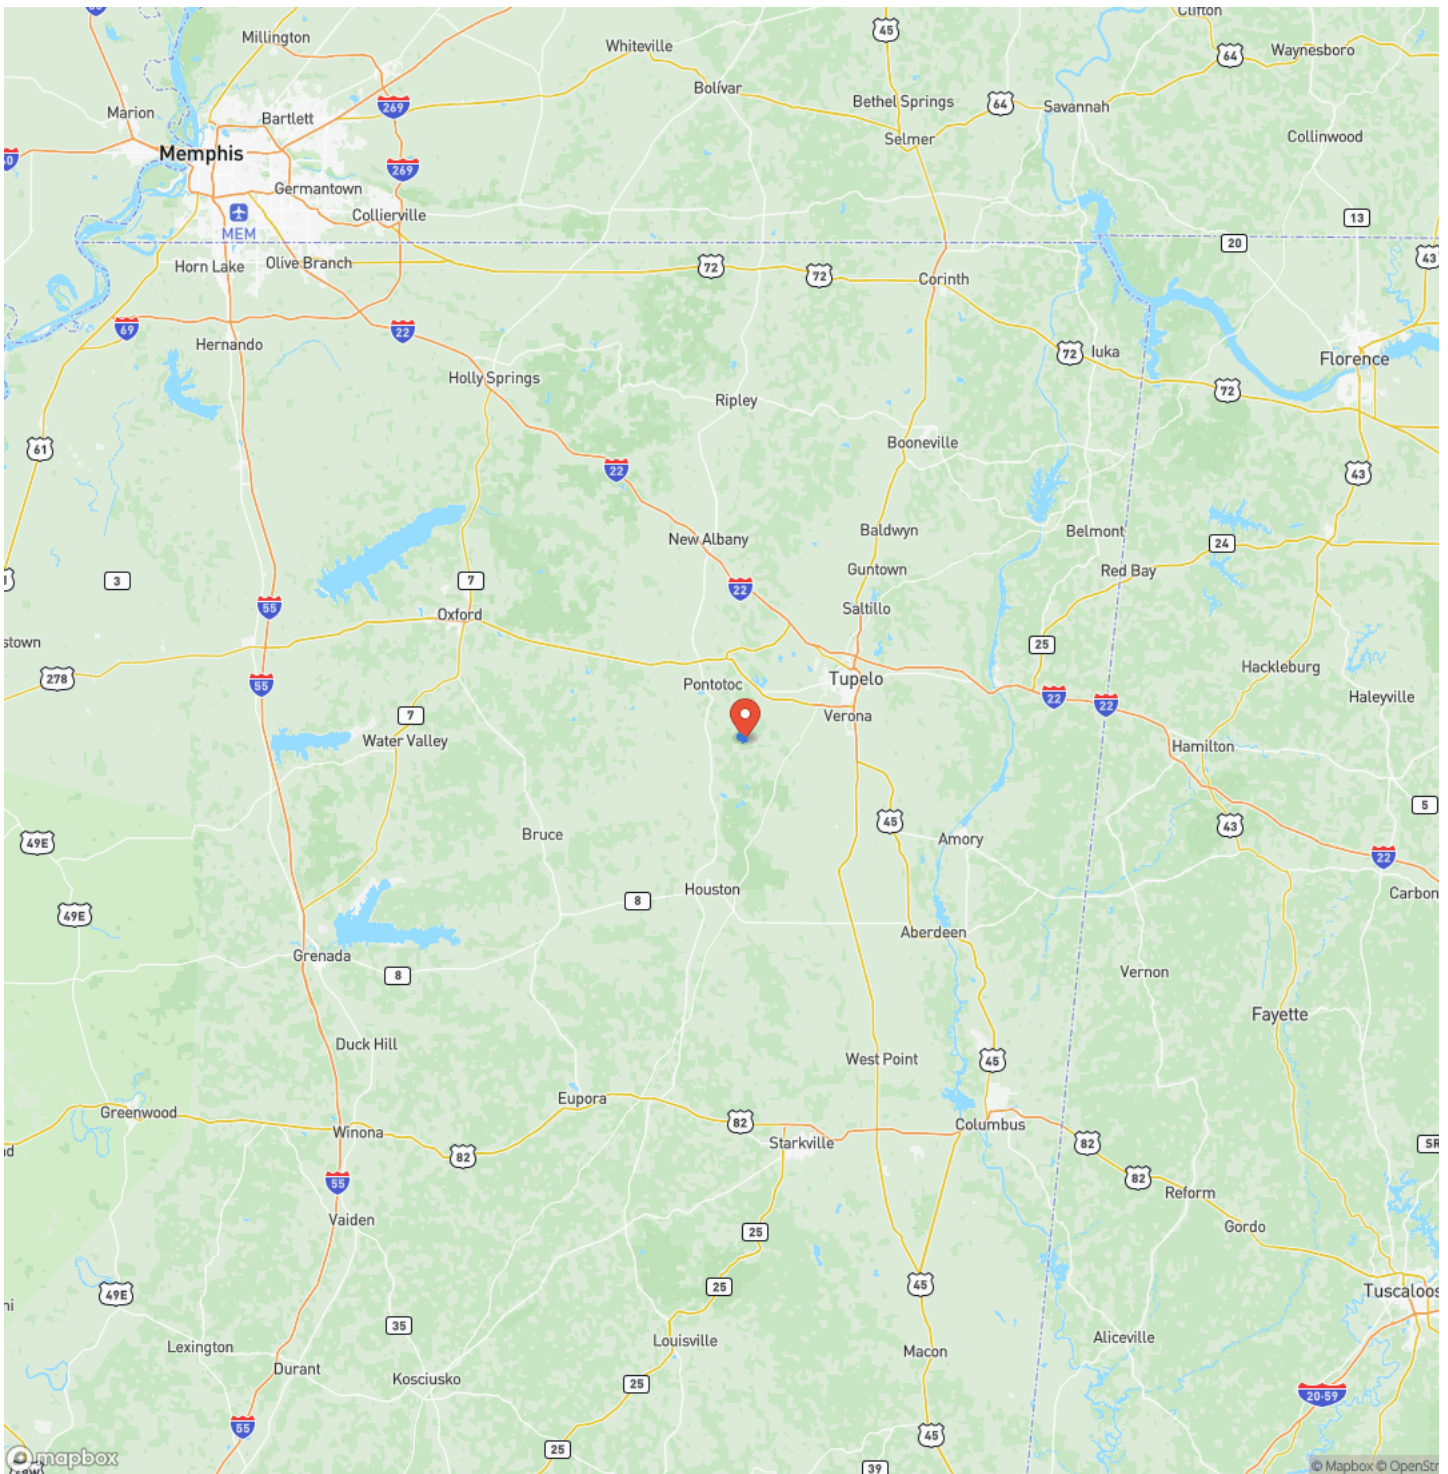 Clifton
Millington
Whiteville
45
64
Waynesboro
Bolívar
Marion
Bartlett
269
Bethel Springs
64
Savannah
Selmer
Collinwood
Memphis
269
Germantown
Collierville
MEM
13
20
Horn Lake
Olive Branch
72
72
Corinth
43
69
22
Hernando
72
Iuka
Florence
Holly Springs
72
Ripley
61
Booneville
22
43
New Albany
Baldwyn
Belmont
24
3
7
22
Guntown
Red Bay
55
Oxford
Saltillo
stown
25
278
55
Pontotoc
Tupelo
Hackleburg
22
22
Haleyville
7
Verona
Water Valley
Hamilton
5
49E
Bruce
45
Amory
43
22
Houston
8
Carbon
49E
Aberdeen
Grenada
8
Vernon
Fayette
Duck Hill
West Point
45
Eupora
Greenwood
82
Columbus
Winona
Starkville
82
82
SR
82
55
Reform
Vaiden
Gordo
25
25
45
49E
Tuscaloos
35
Lexington
Louisville
Aliceville
Macon
Durant
Kosciusko
25
20-59
55
45
25
39
mapbox
© Mapbox © OpenStr